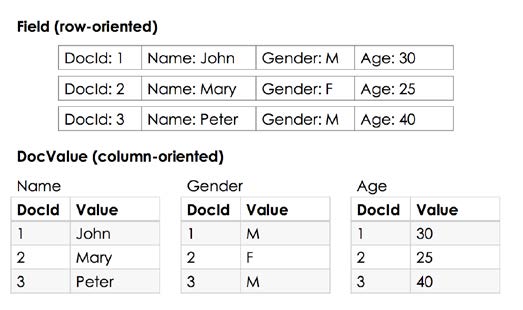 Field (row-oriented)
DocId: 1 Name: John Gender: M Age: 30
DocId: 2 Name: Mary Gender: F Age: 25
DocId: 3 Name: Peter Gender: M Age: 40
DocValue (column-oriented)
Name Gender Age
DocId Value DocId Value DocId Value
1 John 1 M 1 30
2 Mary 2 F 2 25
3 Peter 3 M 3 40